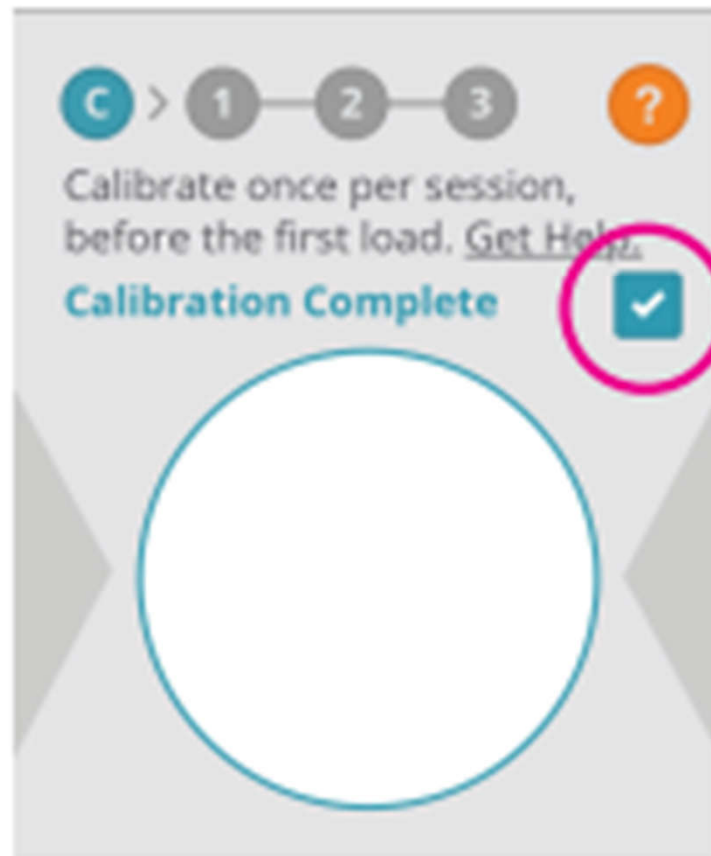 C > 1 2 3 ?
Calibrate once per session,
before the first load. Get Help.
Calibration Complete